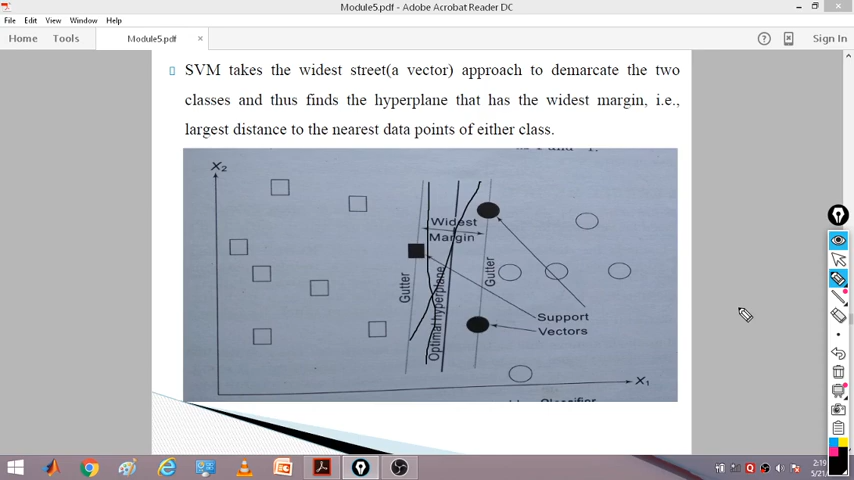 Module5.pdf - Adobe Acrobat Reader DC
File Edit View Window Help
Home Tools Module5.pdf × Sign In
SVM takes the widest street(a vector) approach to demarcate the two
classes and thus finds the hyperplane that has the widest margin, i.e.,
largest distance to the nearest data points of either class.
X2
Widest
Margin
Gutter
Optimal hyperplane
Gutter
Support
Vectors
X1
Classifier
2:19
5/21